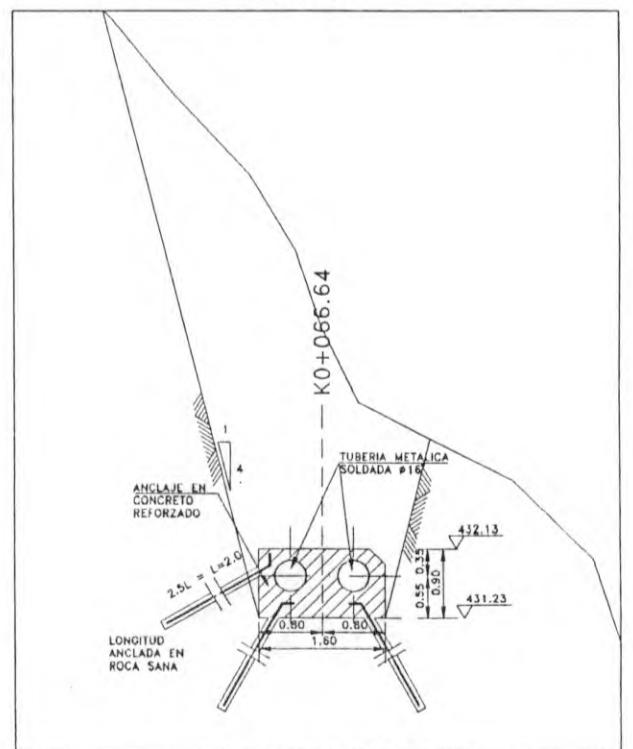 K0+066.64
1
4
TUBERIA METALICA
SOLDADA ø16
ANCLAJE EN
CONCRETO
REFORZADO
432.13
0.35
0.55
0.90
431.23
2.5L = L=2.0
0.80 0.80
1.60
LONGITUD
ANCLADA EN
ROCA SANA